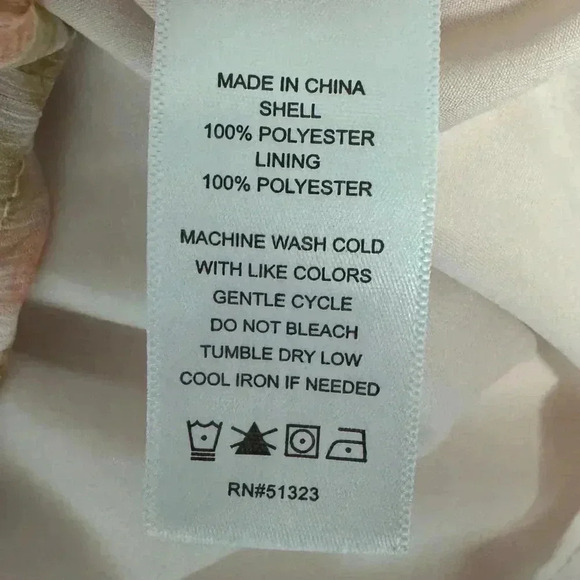 MADE IN CHINA
SHELL
100% POLYESTER
LINING
100% POLYESTER
MACHINE WASH COLD
WITH LIKE COLORS
GENTLE CYCLE
DO NOT BLEACH
TUMBLE DRY LOW
COOL IRON IF NEEDED
RN#51323